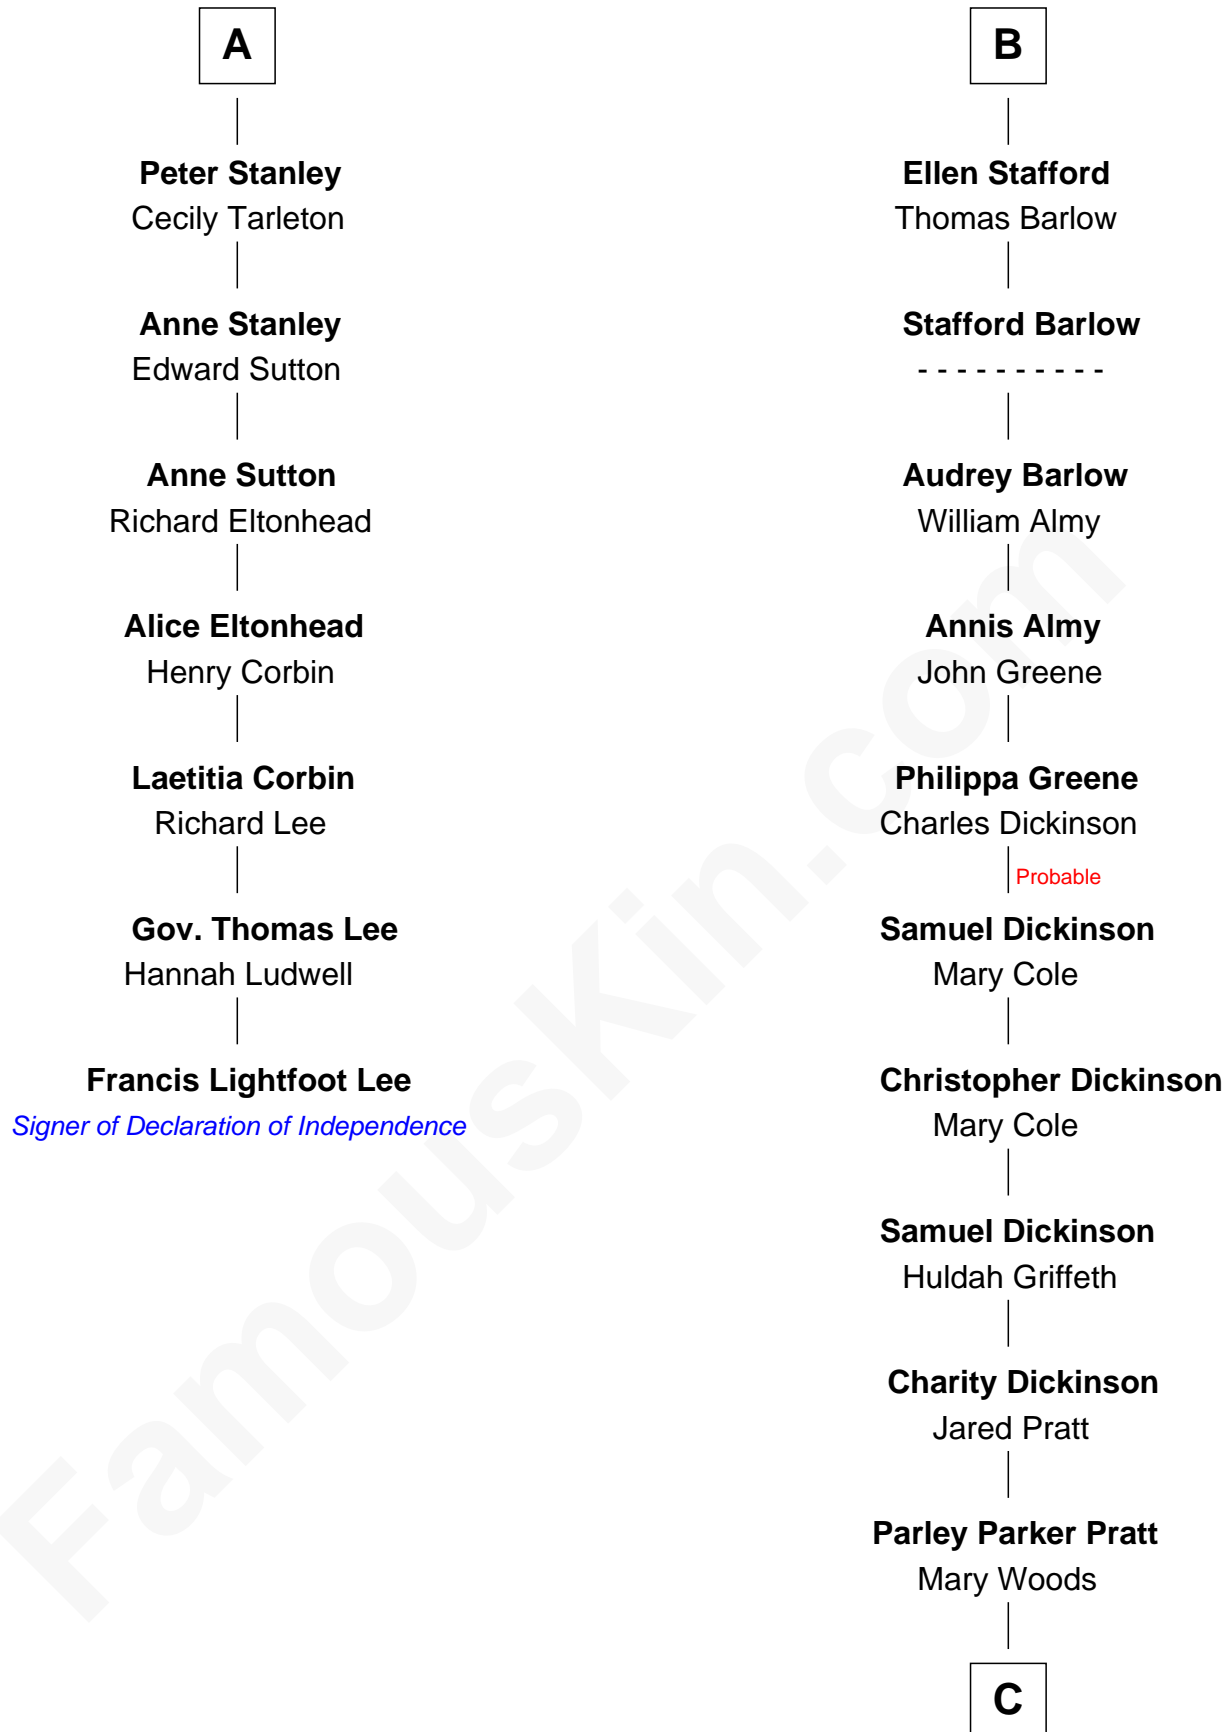 A
Peter Stanley
Cecily Tarleton
Anne Stanley
Edward Sutton
Anne Sutton
Richard Eltonhead
Alice Eltonhead
Henry Corbin
Laetitia Corbin
Richard Lee
Gov. Thomas Lee
Hannah Ludwell
Francis Lightfoot Lee
Signer of Declaration of Independence
B
Ellen Stafford
Thomas Barlow
Stafford Barlow
- - - - - - - - - -
Audrey Barlow
William Almy
Annis Almy
John Greene
Philippa Greene
Charles Dickinson
Probable
Samuel Dickinson
Mary Cole
Christopher Dickinson
Mary Cole
Samuel Dickinson
Huldah Griffeth
Charity Dickinson
Jared Pratt
Parley Parker Pratt
Mary Woods
C
FamousKin.com